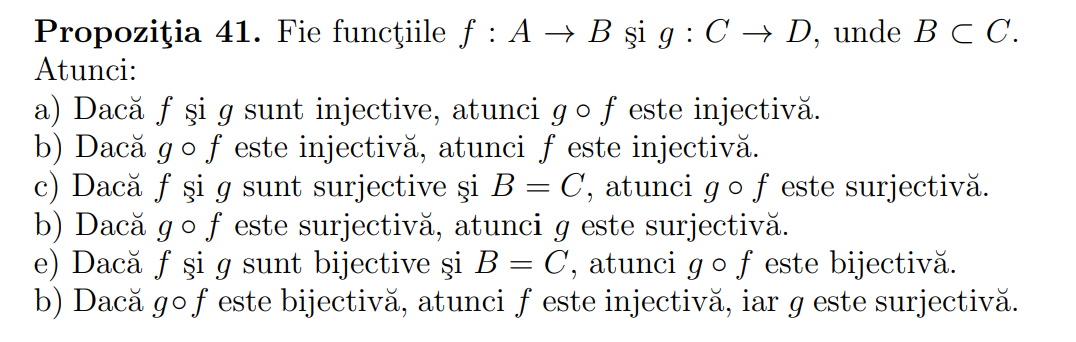 Propoziţia 41. Fie funcţiile f : A → B şi g : C → D, unde B ⊂ C.
Atunci:
a) Dacă f şi g sunt injective, atunci g ∘ f este injectivă.
b) Dacă g ∘ f este injectivă, atunci f este injectivă.
c) Dacă f şi g sunt surjective şi B = C, atunci g ∘ f este surjectivă.
b) Dacă g ∘ f este surjectivă, atunci g este surjectivă.
e) Dacă f şi g sunt bijective şi B = C, atunci g ∘ f este bijectivă.
b) Dacă g∘f este bijectivă, atunci f este injectivă, iar g este surjectivă.